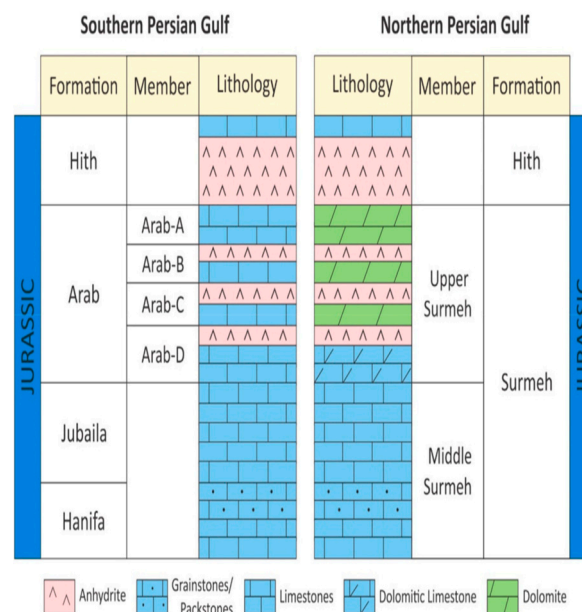 Southern Persian Gulf
Northern Persian Gulf
Formation Member Lithology
Lithology Member Formation
JURASSIC
Hith
Arab
Arab-A
Arab-B
Arab-C
Arab-D
Jubaila
Hanifa
Hith
Upper
Surmeh
Surmeh
Middle
Surmeh
JURASSIC
Anhydrite
Grainstones/
Packstones
Limestones
Dolomitic Limestone
Dolomite